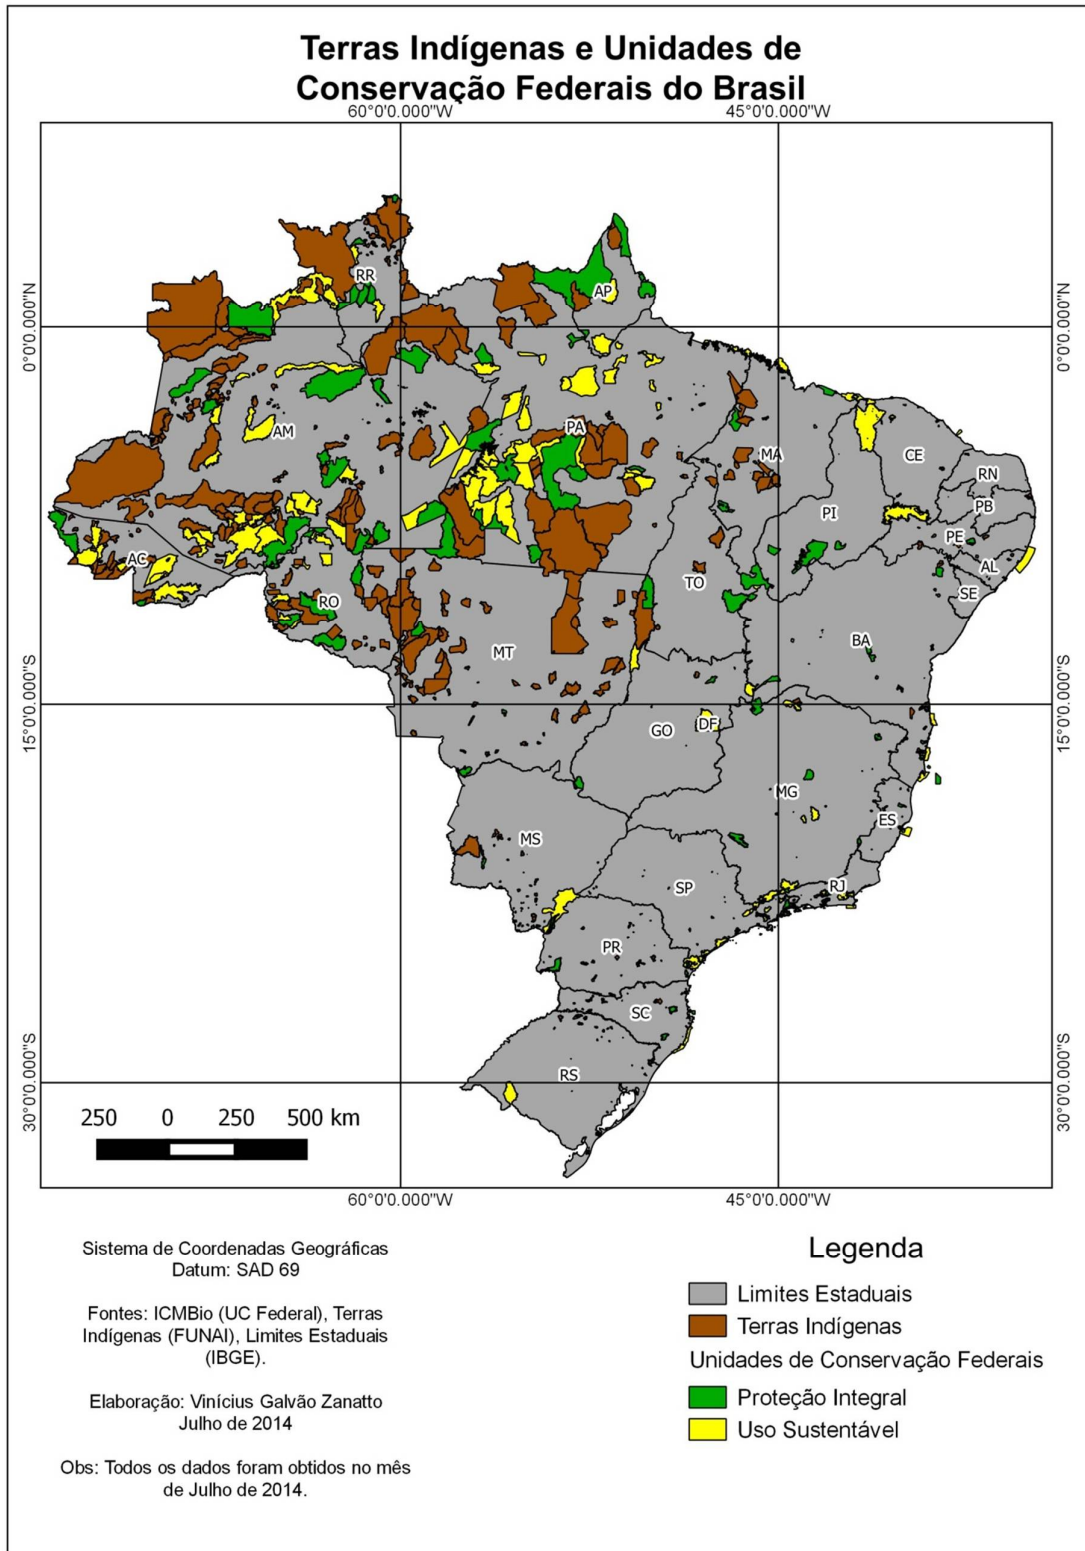 Terras Indígenas e Unidades de
Conservação Federais do Brasil
60°0'0.000"W
45°0'0.000"W
0°0'0.000"N
0°0'0.000"N
RR
AP
AM
PA
MA
CE
RN
PB
PI
PE
AC
AL
TO
SE
RO
BA
MT
15°0'0.000"S
15°0'0.000"S
GO
DF
MG
ES
MS
SP
RJ
PR
SC
RS
30°0'0.000"S
30°0'0.000"S
250 0 250 500 km
60°0'0.000"W
45°0'0.000"W
Sistema de Coordenadas Geográficas
Datum: SAD 69
Fontes: ICMBio (UC Federal), Terras
Indígenas (FUNAI), Limites Estaduais
(IBGE).
Elaboração: Vinícius Galvão Zanatto
Julho de 2014
Obs: Todos os dados foram obtidos no mês
de Julho de 2014.
Legenda
Limites Estaduais
Terras Indígenas
Unidades de Conservação Federais
Proteção Integral
Uso Sustentável